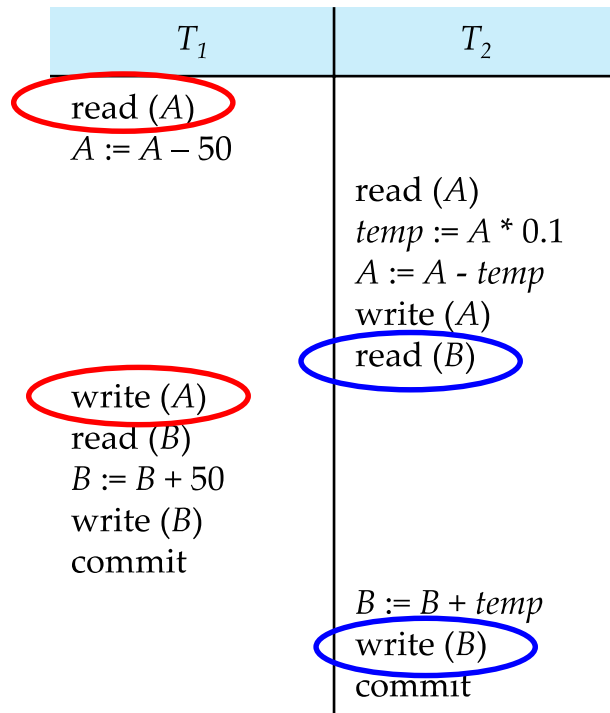 T1 T2
read (A)
A := A – 50
read (A)
temp := A * 0.1
A := A - temp
write (A)
read (B)
write (A)
read (B)
B := B + 50
write (B)
commit
B := B + temp
write (B)
commit